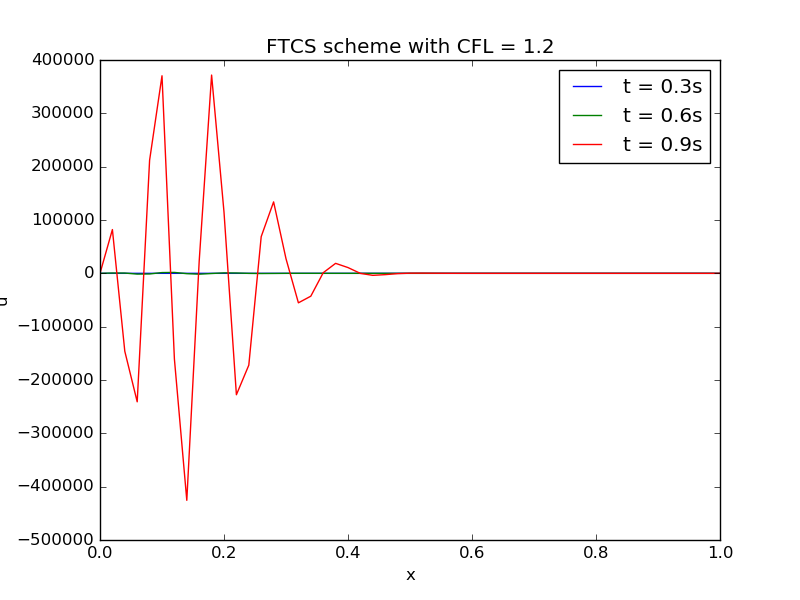 FTCS scheme with CFL = 1.2
400000
300000
200000
100000
0
−100000
−200000
−300000
−400000
−500000
u
t = 0.3s
t = 0.6s
t = 0.9s
0.0 0.2 0.4 0.6 0.8 1.0
x